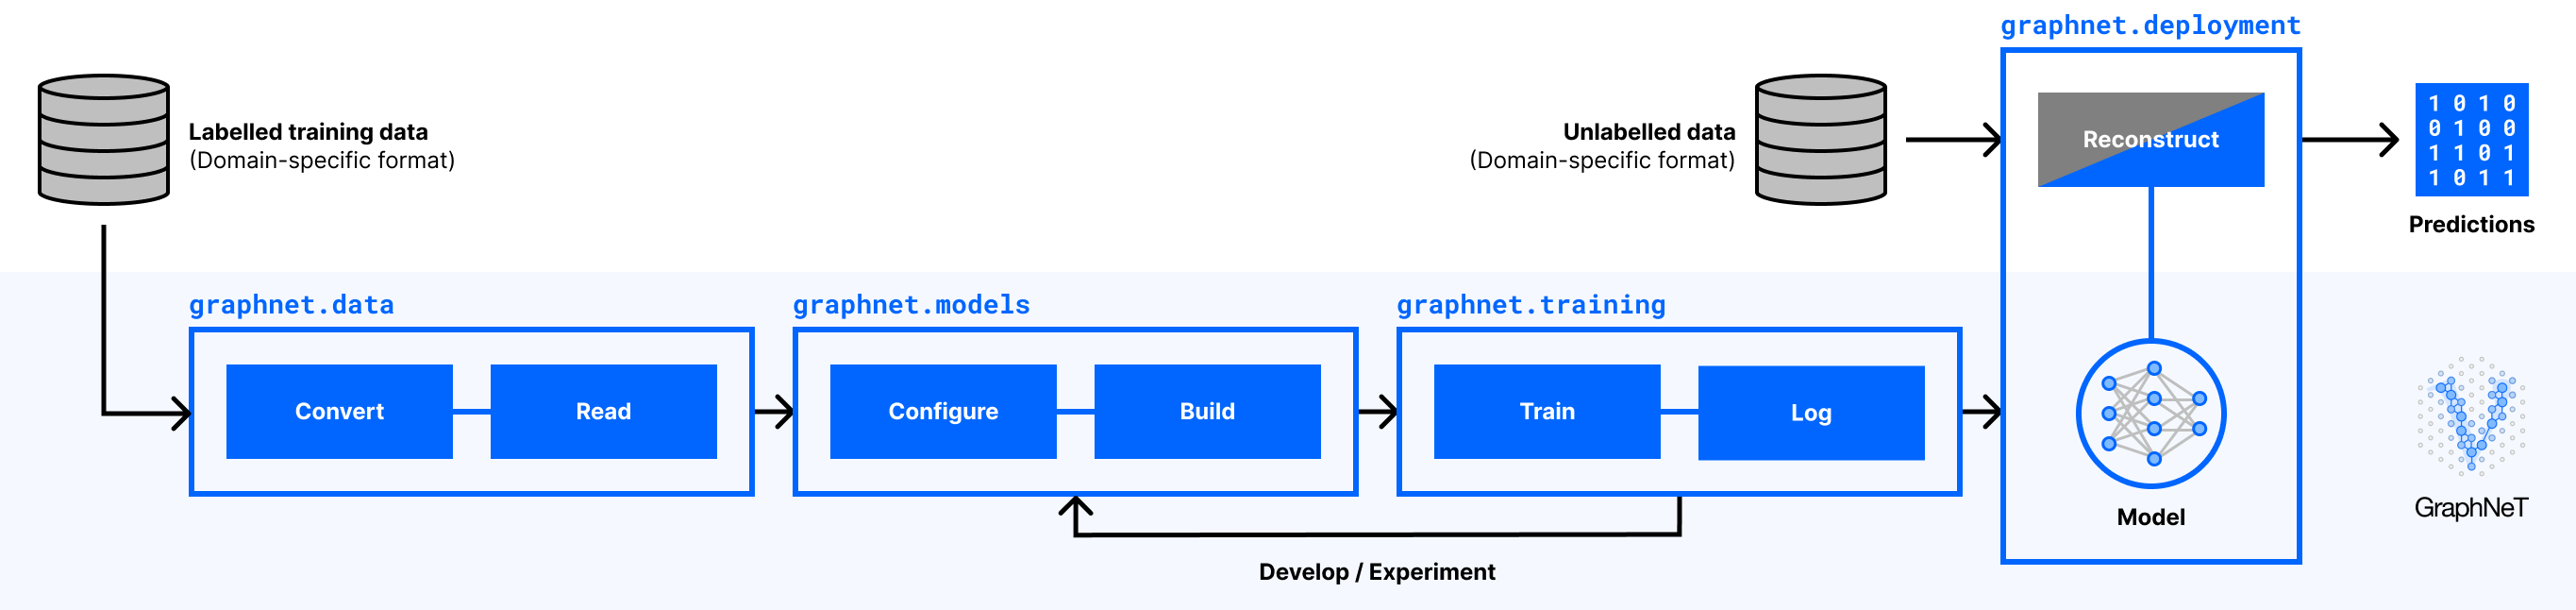 graphnet.deployment
Labelled training data
(Domain-specific format)
Unlabelled data
(Domain-specific format)
Reconstruct
1 0 1 0
0 1 0 0
1 1 0 1
1 0 1 1
Predictions
graphnet.data
graphnet.models
graphnet.training
Convert
Read
Configure
Build
Train
Log
Model
GraphNeT
Develop / Experiment